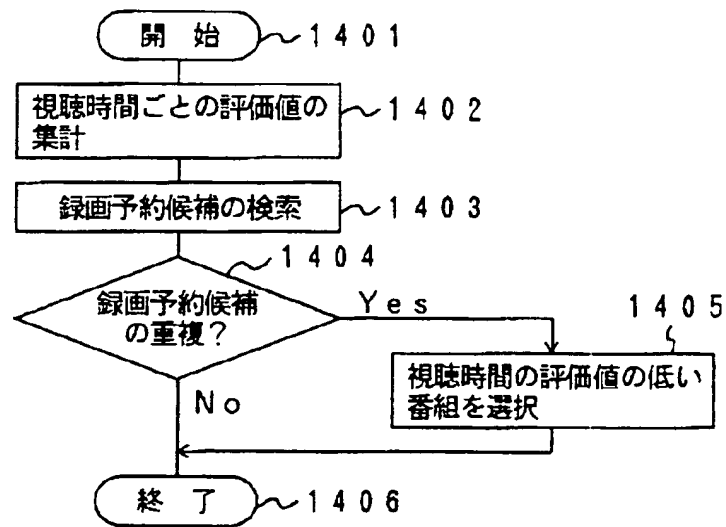 開 始
1401
視聴時間ごとの評価値の
集計
1402
録画予約候補の検索
1403
1404
録画予約候補
の重複？
Yes
1405
視聴時間の評価値の低い
番組を選択
No
終 了
1406